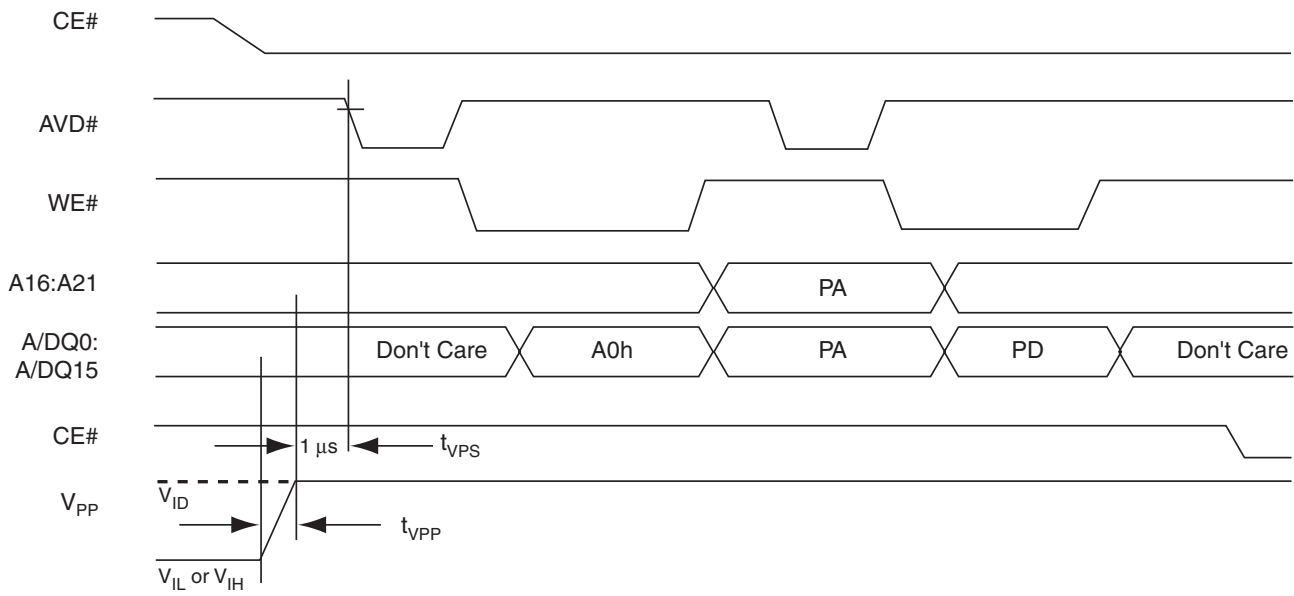 CE#
AVD#
WE#
A16:A21
PA
A/DQ0:
A/DQ15
Don't Care
A0h
PA
PD
Don't Care
CE#
1 μs
tVPS
VPP
VID
tVPP
VIL or VIH